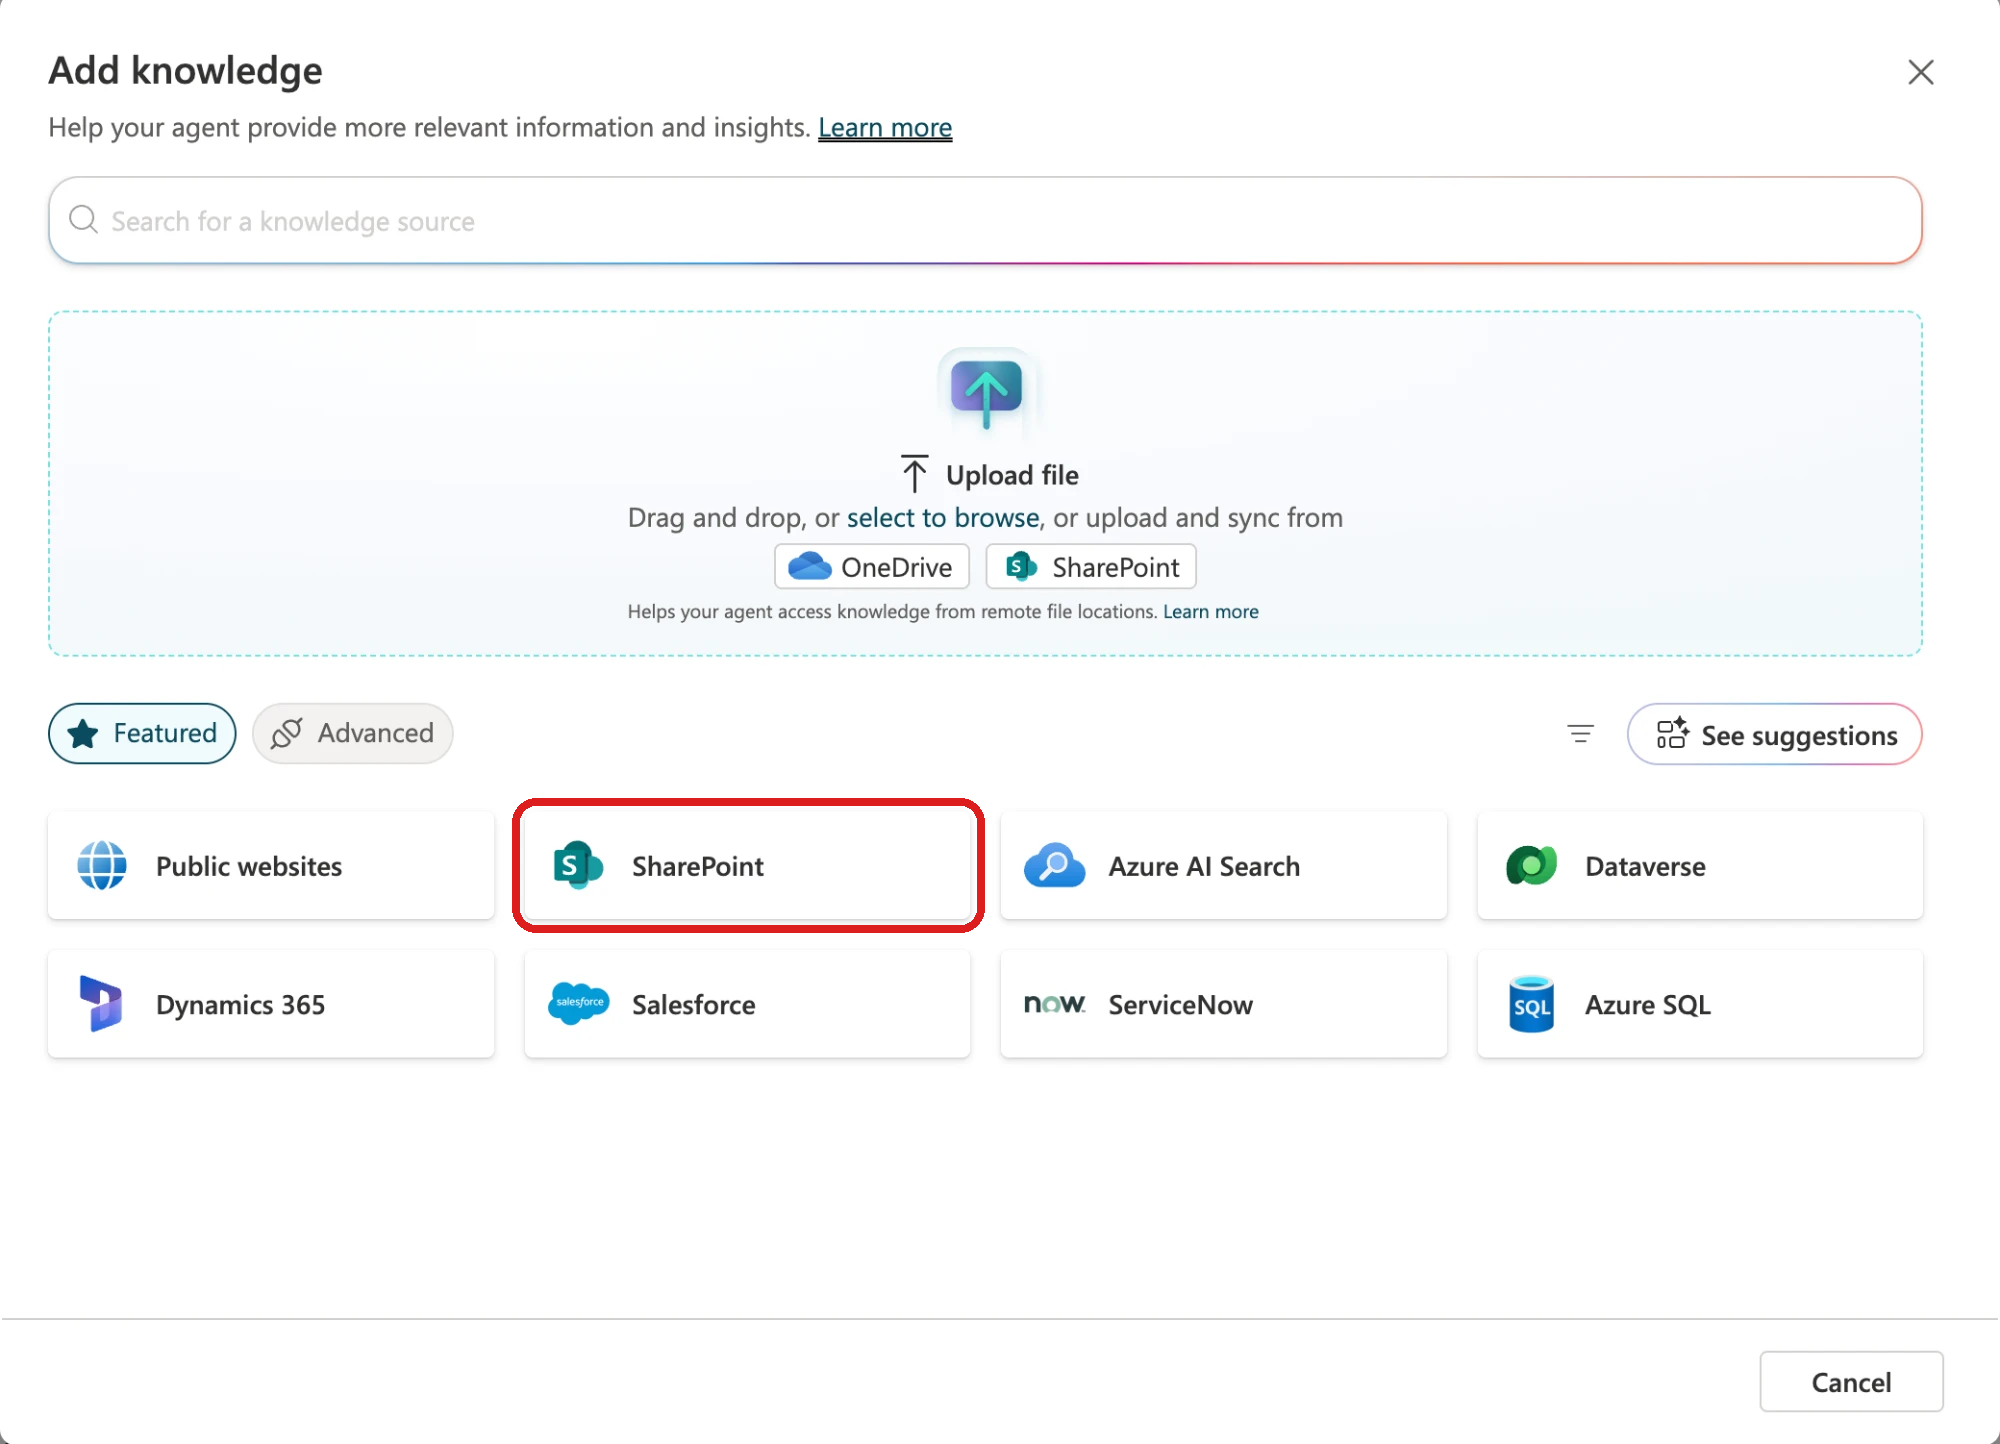 Add knowledge
Help your agent provide more relevant information and insights. Learn more
Search for a knowledge source
Upload file
Drag and drop, or select to browse, or upload and sync from
OneDrive
S SharePoint
Helps your agent access knowledge from remote file locations. Learn more
Featured
Advanced
See suggestions
Public websites
S SharePoint
Azure AI Search
Dataverse
Dynamics 365
salesforce Salesforce
now. ServiceNow
SQL Azure SQL
Cancel